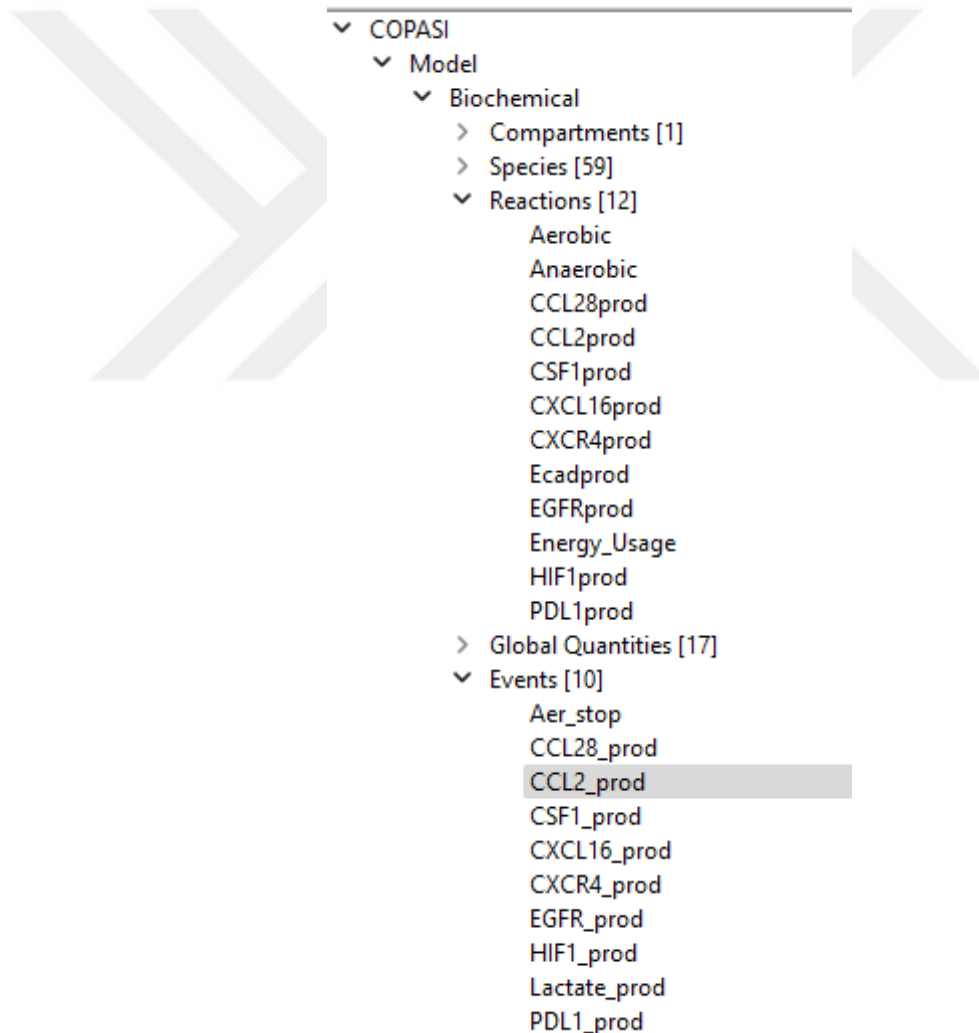 COPASI
Model
Biochemical
Compartments [1]
Species [59]
Reactions [12]
Aerobic
Anaerobic
CCL28prod
CCL2prod
CSF1prod
CXCL16prod
CXCR4prod
Ecadprod
EGFRprod
Energy_Usage
HIF1prod
PDL1prod
Global Quantities [17]
Events [10]
Aer_stop
CCL28_prod
CCL2_prod
CSF1_prod
CXCL16_prod
CXCR4_prod
EGFR_prod
HIF1_prod
Lactate_prod
PDL1_prod